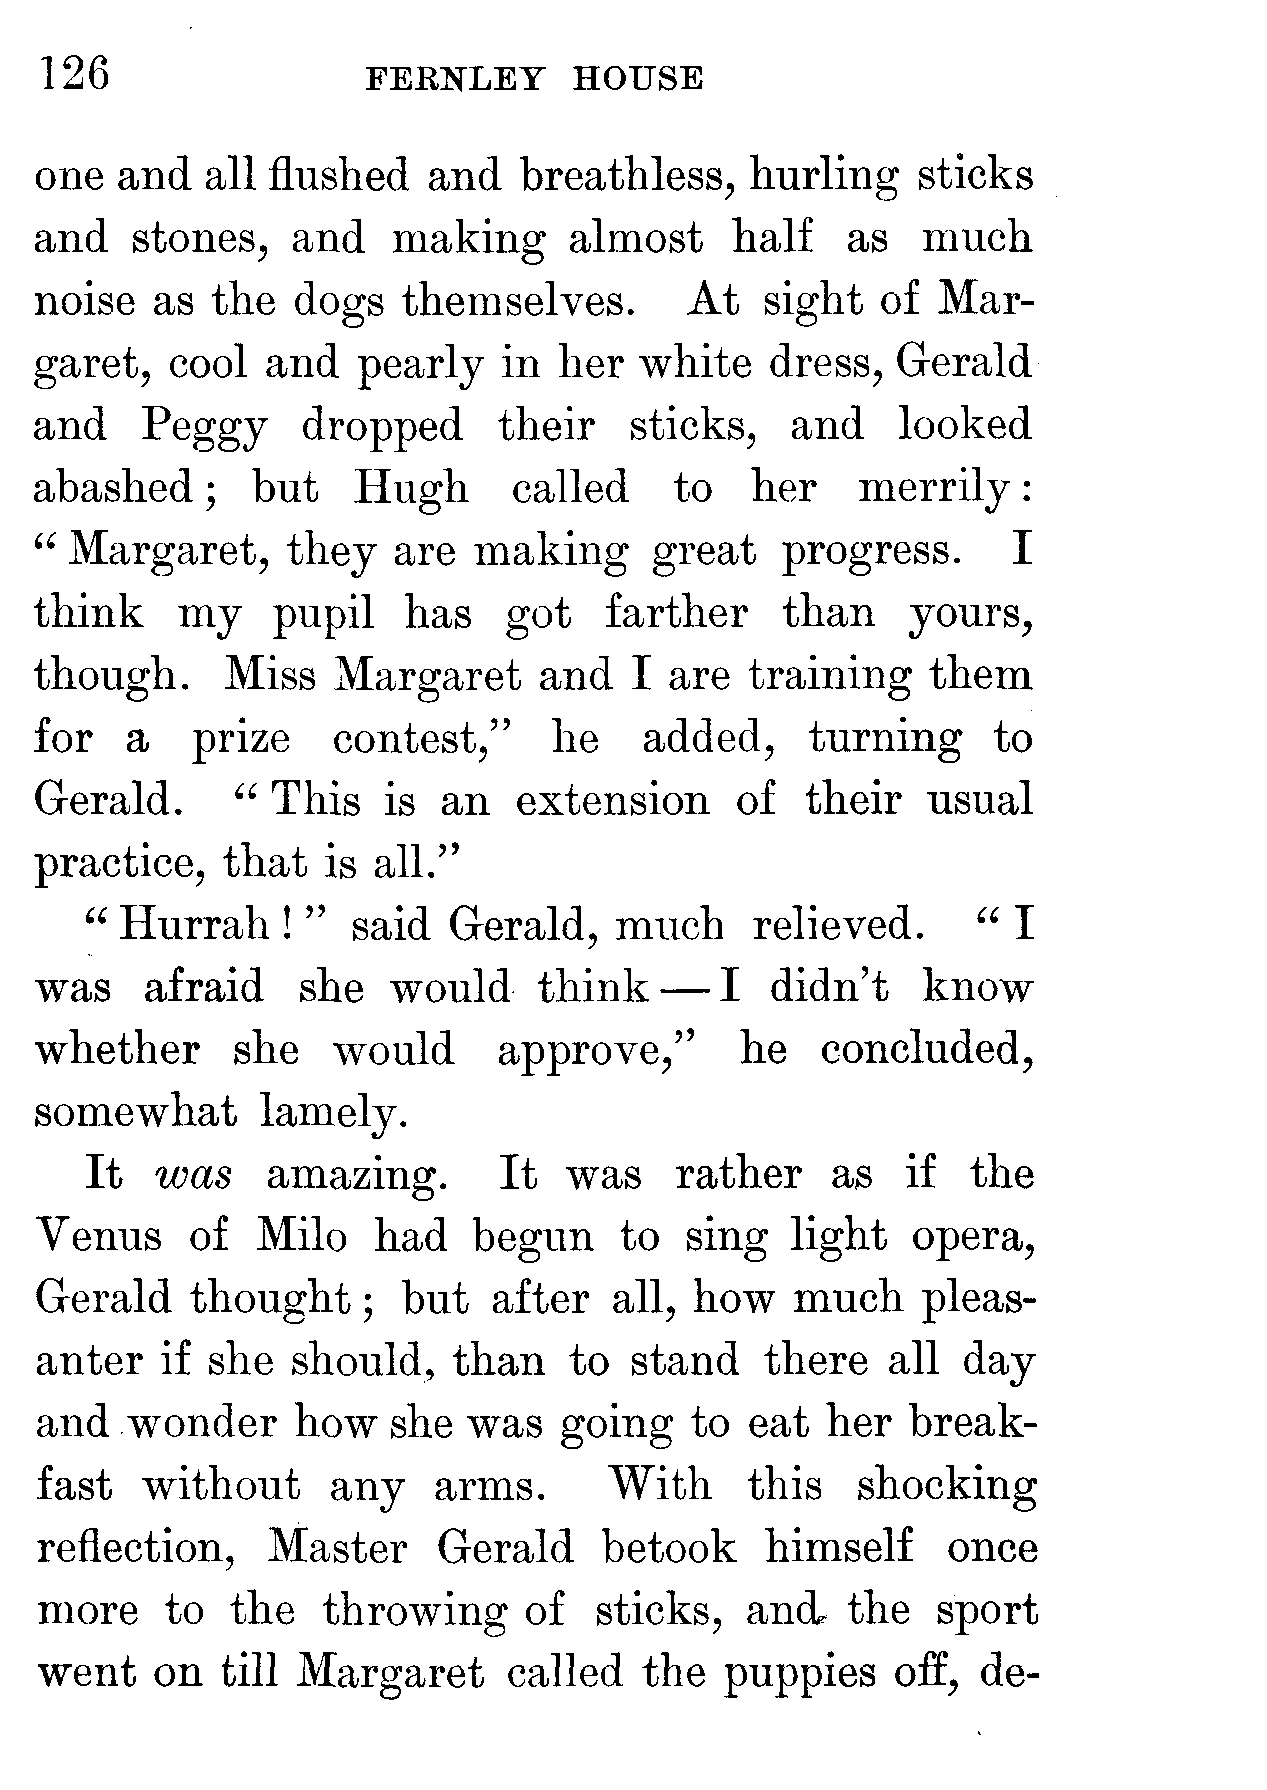 126 FERNLEY HOUSE
one and all flushed and breathless, hurling sticks
and stones, and making almost half as much
noise as the dogs themselves. At sight of Mar-
garet, cool and pearly in her white dress, Gerald
and Peggy dropped their sticks, and looked
abashed ; but Hugh called to her merrily :
“ Margaret, they are making great progress. I
think my pupil has got farther than yours,
though. Miss Margaret and I are training them
for a prize contest,” he added, turning to
Gerald. “ This is an extension of their usual
practice, that is all.”
“ Hurrah ! ” said Gerald, much relieved. “ I
was afraid she would think — I didn’t know
whether she would approve,” he concluded,
somewhat lamely.
It was amazing. It was rather as if the
Venus of Milo had begun to sing light opera,
Gerald thought ; but after all, how much pleas-
anter if she should, than to stand there all day
and wonder how she was going to eat her break-
fast without any arms. With this shocking
reflection, Master Gerald betook himself once
more to the throwing of sticks, and the sport
went on till Margaret called the puppies off, de-